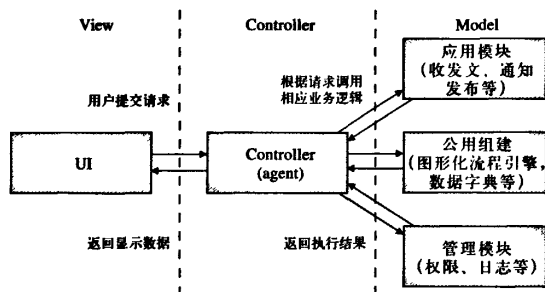 View
Controller
Model
用户提交请求
根据请求调用
相应业务逻辑
应用模块
(收发文、通知
发布等)
UI
Controller
(agent)
公用组建
(图形化流程引擎,
数据字典等)
返回显示数据
返回执行结果
管理模块
(权限、日志等)